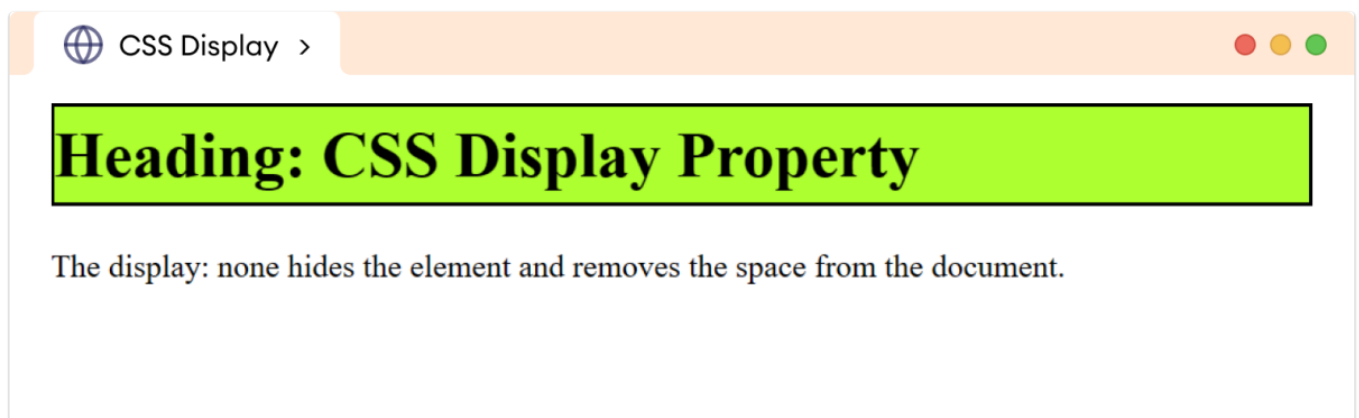 CSS Display >
Heading: CSS Display Property
The display: none hides the element and removes the space from the document.